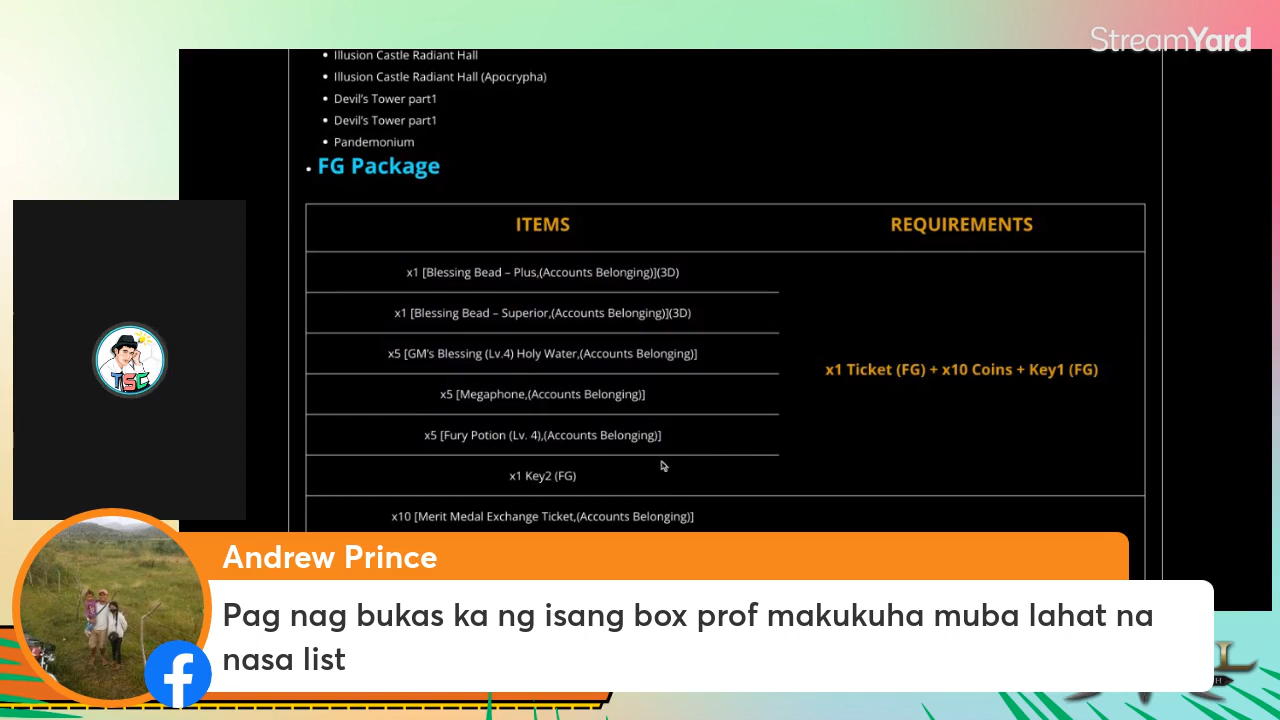 StreamYard
Illusion Castle Radiant Hall
Illusion Castle Radiant Hall (Apocrypha)
Devil's Tower part1
Devil's Tower part1
Pandemonium
FG Package
ITEMS
REQUIREMENTS
x1 [Blessing Bead – Plus,(Accounts Belonging)](3D)
x1 [Blessing Bead – Superior,(Accounts Belonging)](3D)
x5 [GM's Blessing (Lv.4) Holy Water,(Accounts Belonging)]
x5 [Megaphone,(Accounts Belonging)]
x5 [Fury Potion (Lv. 4),(Accounts Belonging)]
x1 Key2 (FG)
x1 Ticket (FG) + x10 Coins + Key1 (FG)
x10 [Merit Medal Exchange Ticket,(Accounts Belonging)]
TSC
Andrew Prince
Pag nag bukas ka ng isang box prof makukuha muba lahat na
nasa list